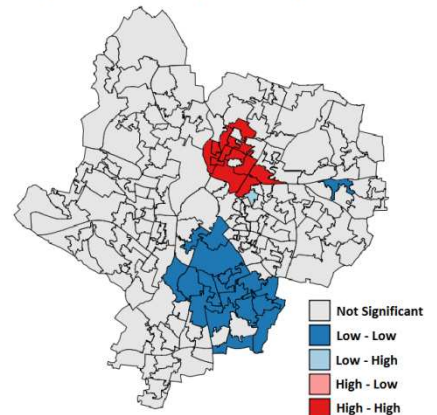 Not Significant
Low - Low
Low - High
High - Low
High - High